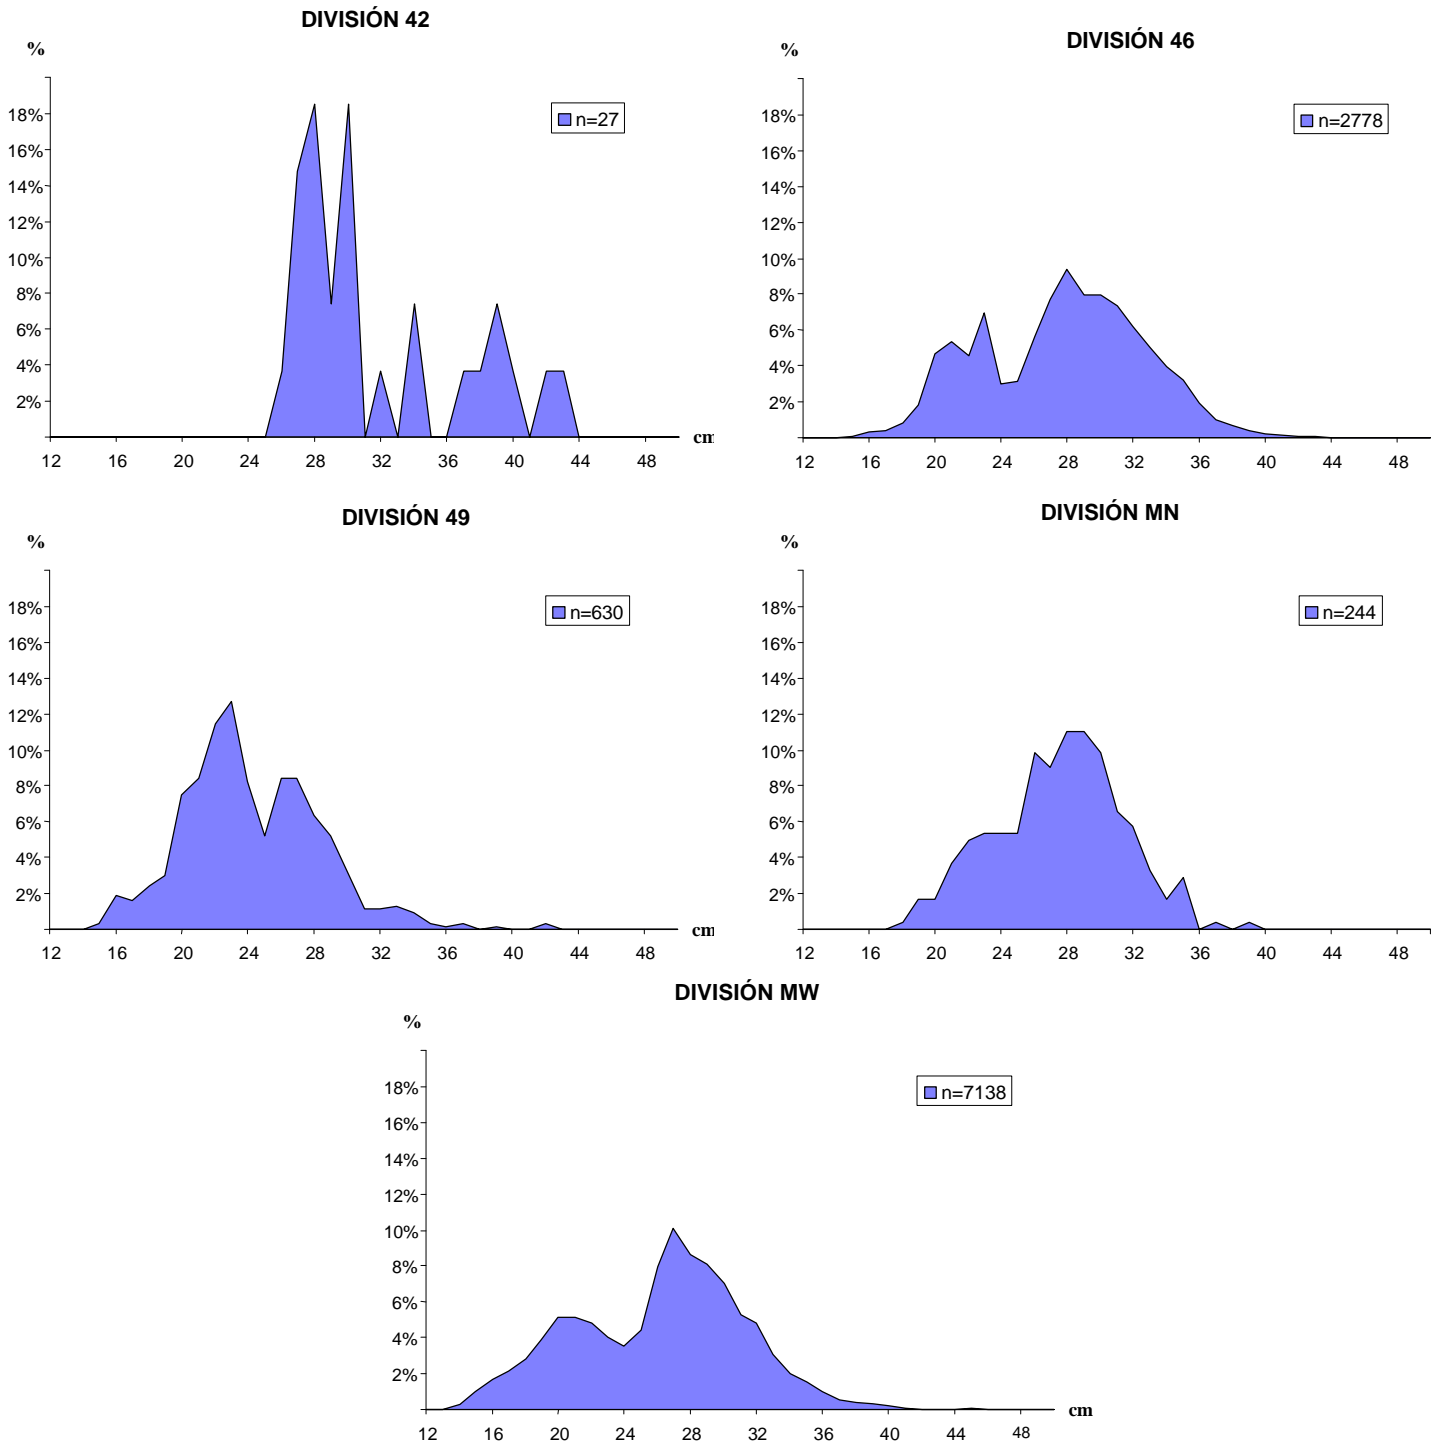 DIVISIÓN 42
%
n=27
18%
16%
14%
12%
10%
8%
6%
4%
2%
cm
12 16 20 24 28 32 36 40 44 48
DIVISIÓN 46
%
n=2778
18%
16%
14%
12%
10%
8%
6%
4%
2%
12 16 20 24 28 32 36 40 44 48
DIVISIÓN 49
%
n=630
18%
16%
14%
12%
10%
8%
6%
4%
2%
cm
12 16 20 24 28 32 36 40 44 48
DIVISIÓN MN
%
n=244
18%
16%
14%
12%
10%
8%
6%
4%
2%
12 16 20 24 28 32 36 40 44 48
DIVISIÓN MW
%
n=7138
18%
16%
14%
12%
10%
8%
6%
4%
2%
cm
12 16 20 24 28 32 36 40 44 48